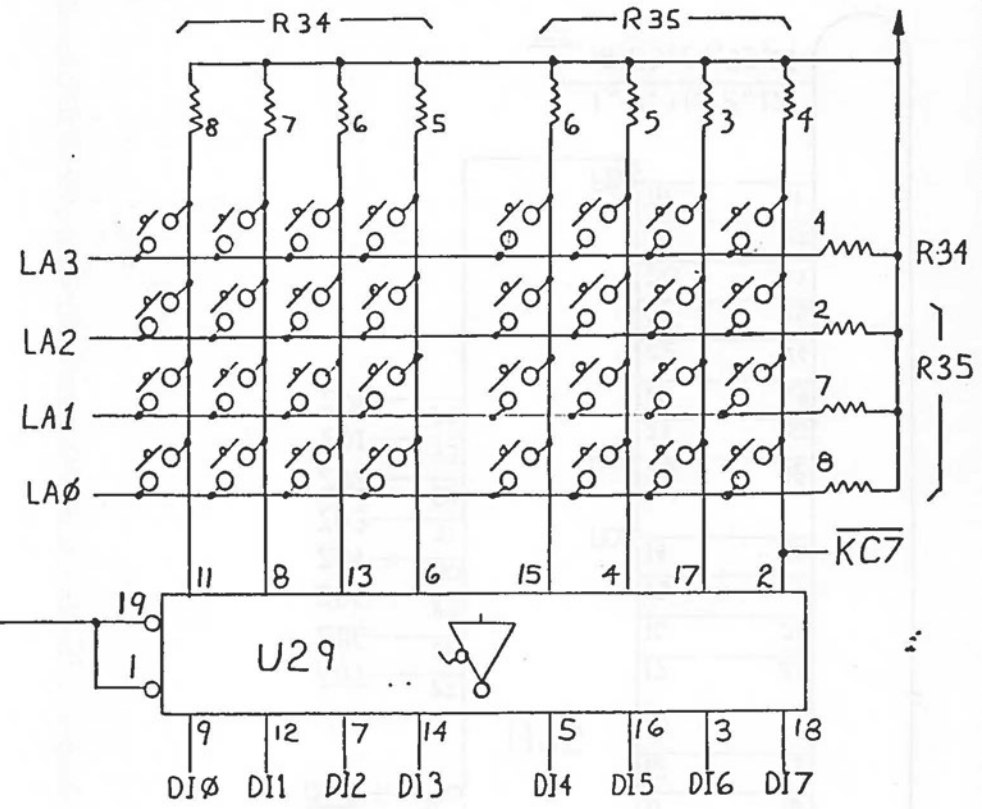 R34 R35
8 7 6 5 6 5 3 4
LA3 4 R34
LA2 2
R35
LA1 7
LAØ 8
K̅C̅7̅
11 8 13 6 15 4 17 2
19
1 U29
9 12 7 14 5 16 3 18
DIØ DI1 DI2 DI3 DI4 DI5 DI6 DI7